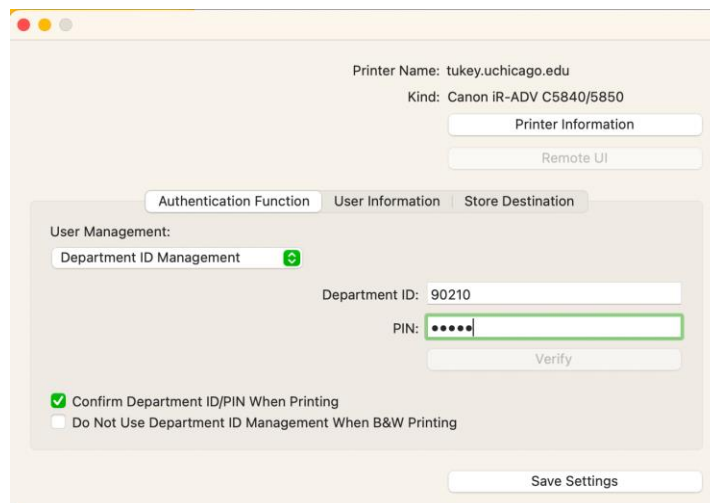 Printer Name: tukey.uchicago.edu
Kind: Canon iR-ADV C5840/5850
Printer Information
Remote UI
Authentication Function User Information Store Destination
User Management:
Department ID Management
Department ID: 90210
PIN: •••••
Verify
Confirm Department ID/PIN When Printing
Do Not Use Department ID Management When B&W Printing
Save Settings